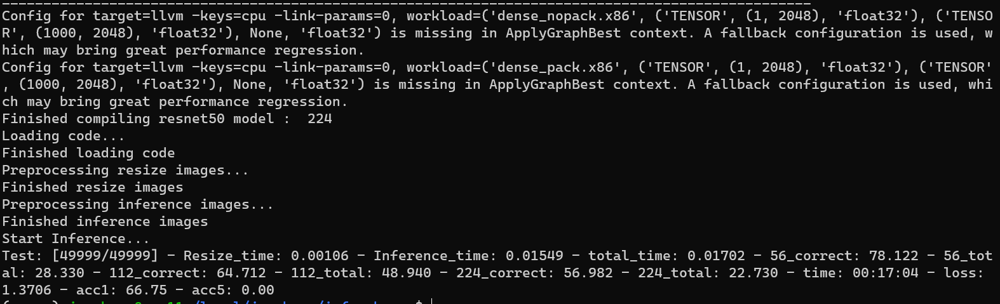 Config for target=llvm -keys=cpu -link-params=0, workload=('dense_nopack.x86', ('TENSOR', (1, 2048), 'float32'), ('TENSO
R', (1000, 2048), 'float32'), None, 'float32') is missing in ApplyGraphBest context. A fallback configuration is used, w
hich may bring great performance regression.
Config for target=llvm -keys=cpu -link-params=0, workload=('dense_pack.x86', ('TENSOR', (1, 2048), 'float32'), ('TENSOR'
, (1000, 2048), 'float32'), None, 'float32') is missing in ApplyGraphBest context. A fallback configuration is used, whi
ch may bring great performance regression.
Finished compiling resnet50 model :  224
Loading code...
Finished loading code
Preprocessing resize images...
Finished resize images
Preprocessing inference images...
Finished inference images
Start Inference...
Test: [49999/49999] - Resize_time: 0.00106 - Inference_time: 0.01549 - total_time: 0.01702 - 56_correct: 78.122 - 56_tot
al: 28.330 - 112_correct: 64.712 - 112_total: 48.940 - 224_correct: 56.982 - 224_total: 22.730 - time: 00:17:04 - loss:
1.3706 - acc1: 66.75 - acc5: 0.00